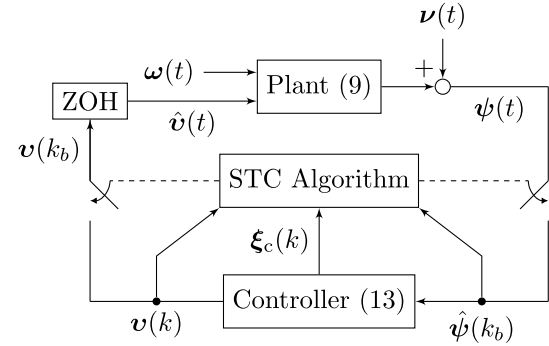 ν(t)
ω(t)
+
Plant (9)
ZOH
υ̂(t)
ψ(t)
υ(k_b)
STC Algorithm
ξ_c(k)
Controller (13)
υ(k)
ψ̂(k_b)